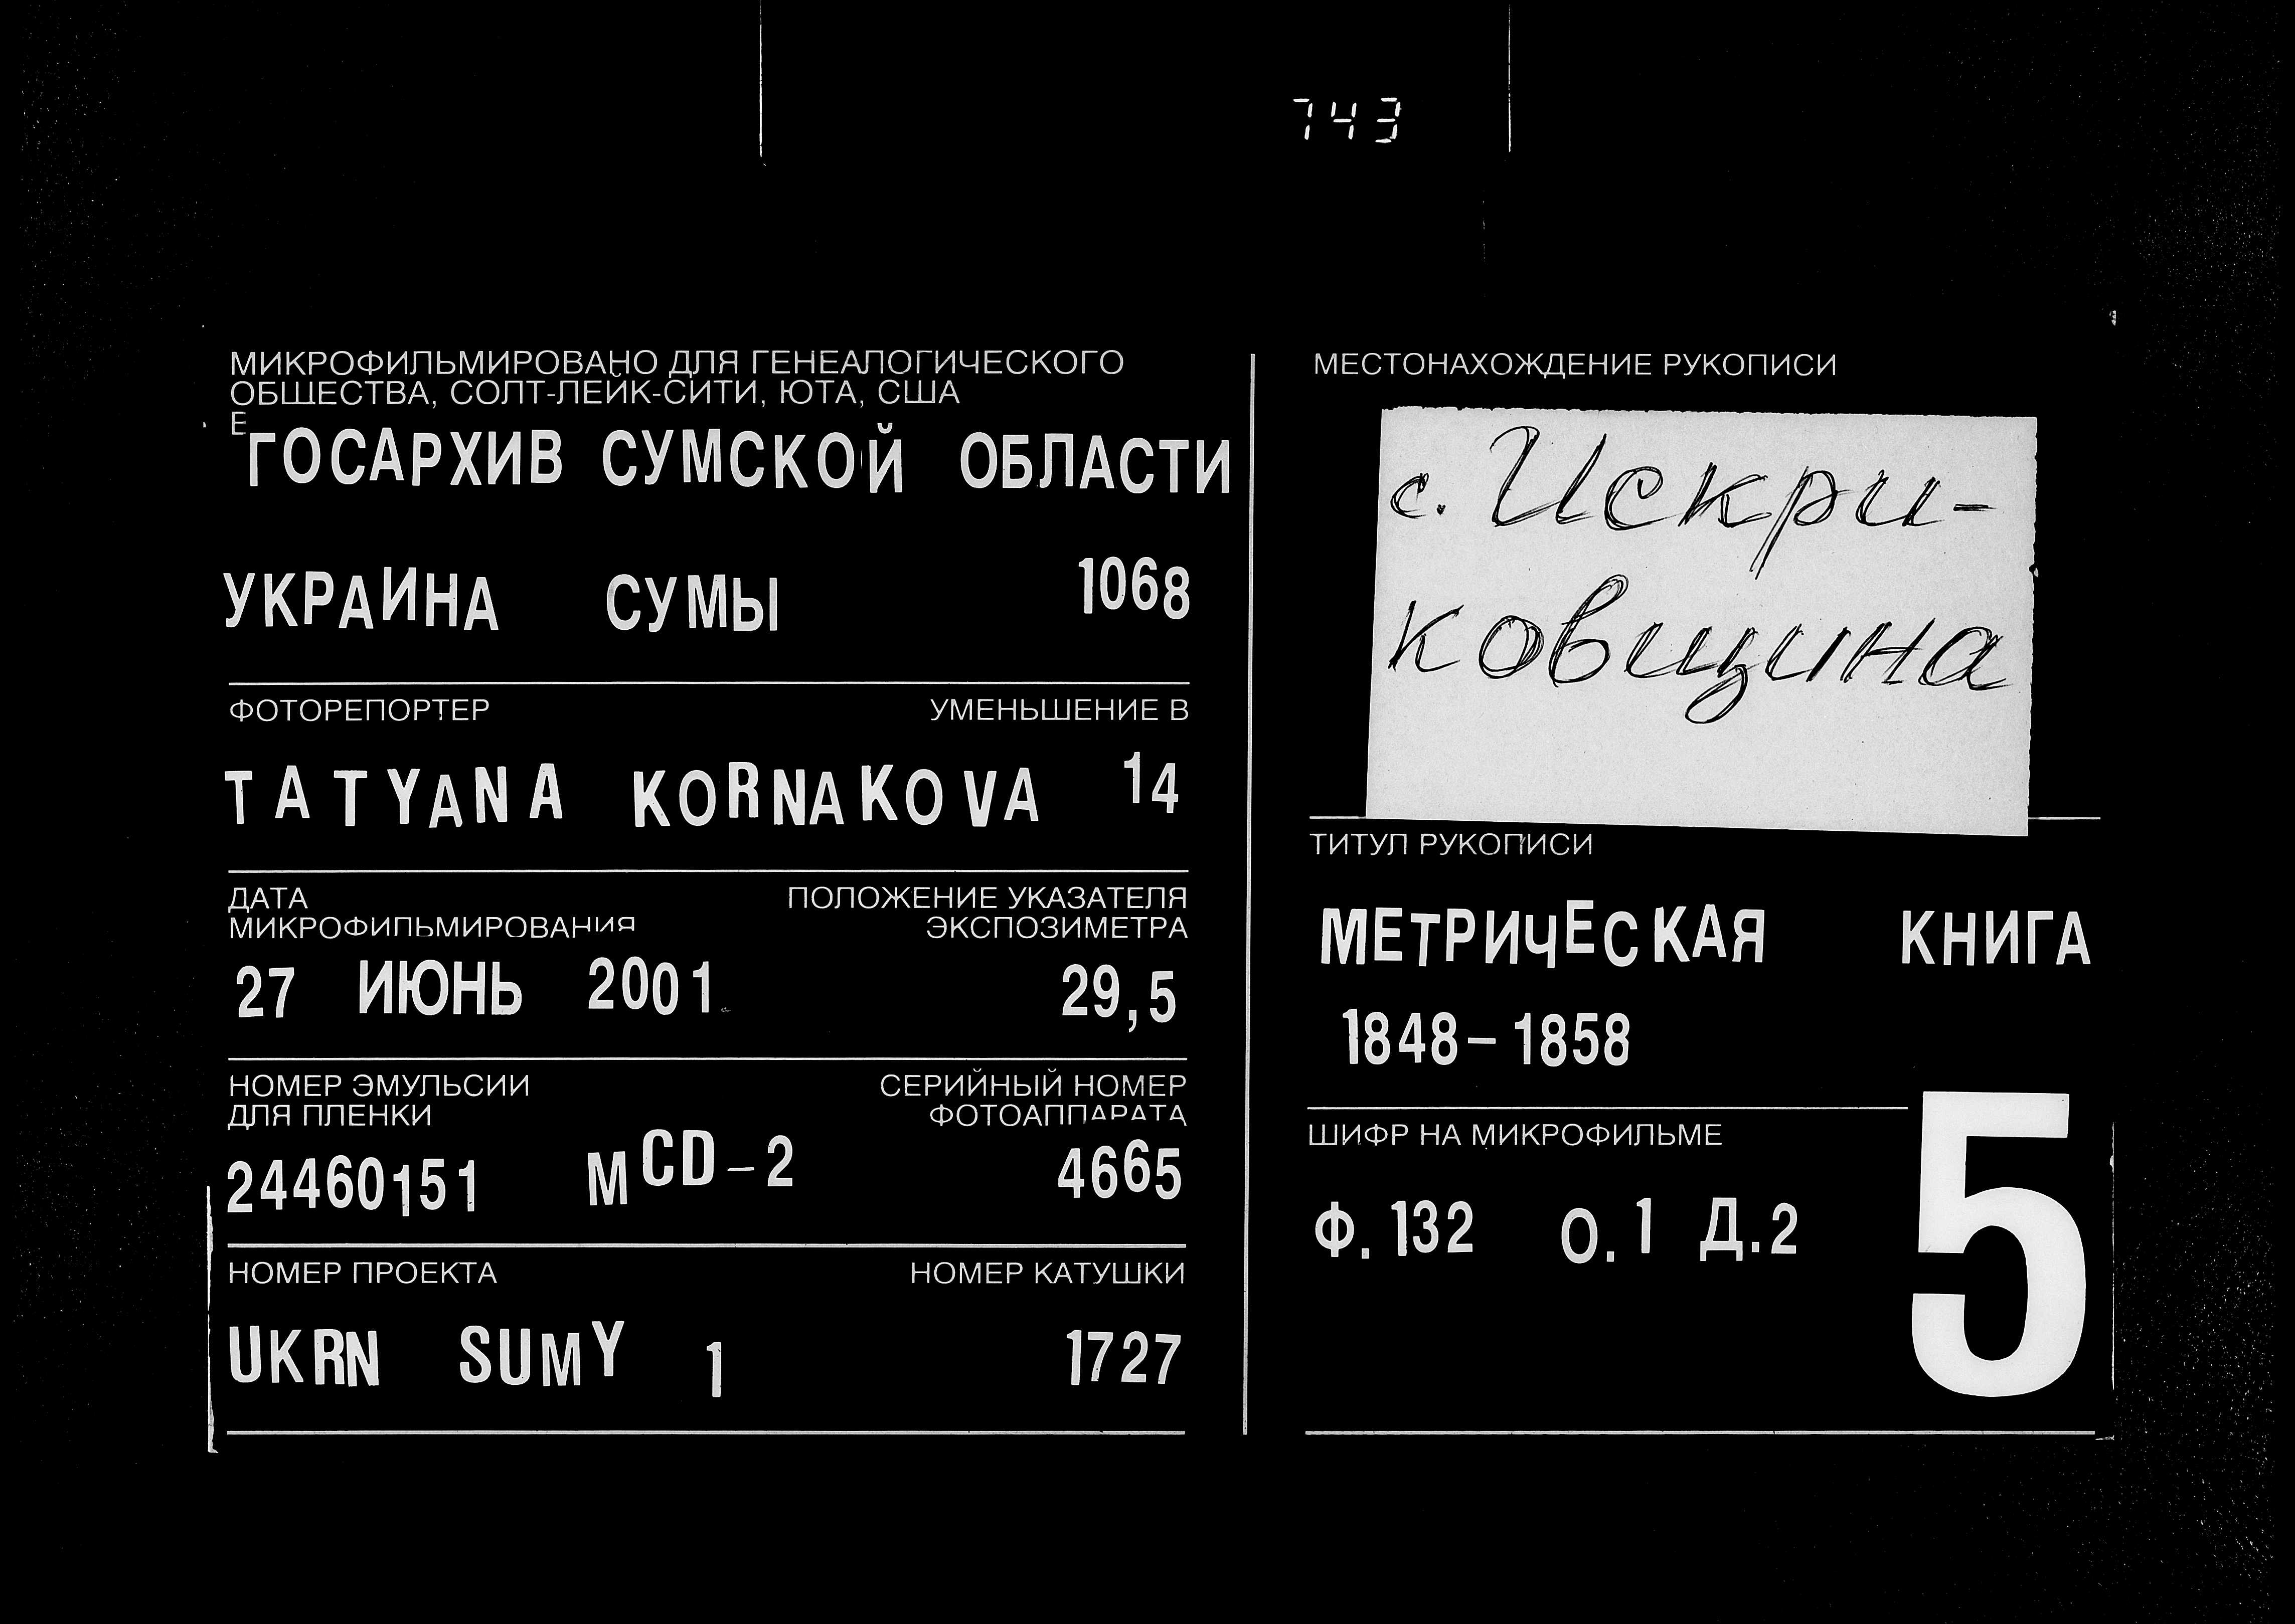 743
МИКРОФИЛЬМИРОВАНО ДЛЯ ГЕНЕАЛОГИЧЕСКОГО
ОБЩЕСТВА, СОЛТ-ЛЕЙК-СИТИ, ЮТА, США
Е
ГОСАРХИВ СУМСКОЙ ОБЛАСТИ
УКРАИНА СУМЫ 1068
ФОТОРЕПОРТЕР УМЕНЬШЕНИЕ В
TATYANA KORNAKOVA 14
ДАТА ПОЛОЖЕНИЕ УКАЗАТЕЛЯ
МИКРОФИЛЬМИРОВАНИЯ ЭКСПОЗИМЕТРА
27 ИЮНЬ 2001 29,5
НОМЕР ЭМУЛЬСИИ СЕРИЙНЫЙ НОМЕР
ДЛЯ ПЛЕНКИ ФОТОАППАРАТА
24460151 MCD-2 4665
НОМЕР ПРОЕКТА НОМЕР КАТУШКИ
UKRN SUMY 1 1727
МЕСТОНАХОЖДЕНИЕ РУКОПИСИ
с. Искри-
ковщина
ТИТУЛ РУКОПИСИ
МЕТРИЧЕСКАЯ КНИГА
1848-1858
ШИФР НА МИКРОФИЛЬМЕ
Ф. 132 О. 1 Д. 2
5